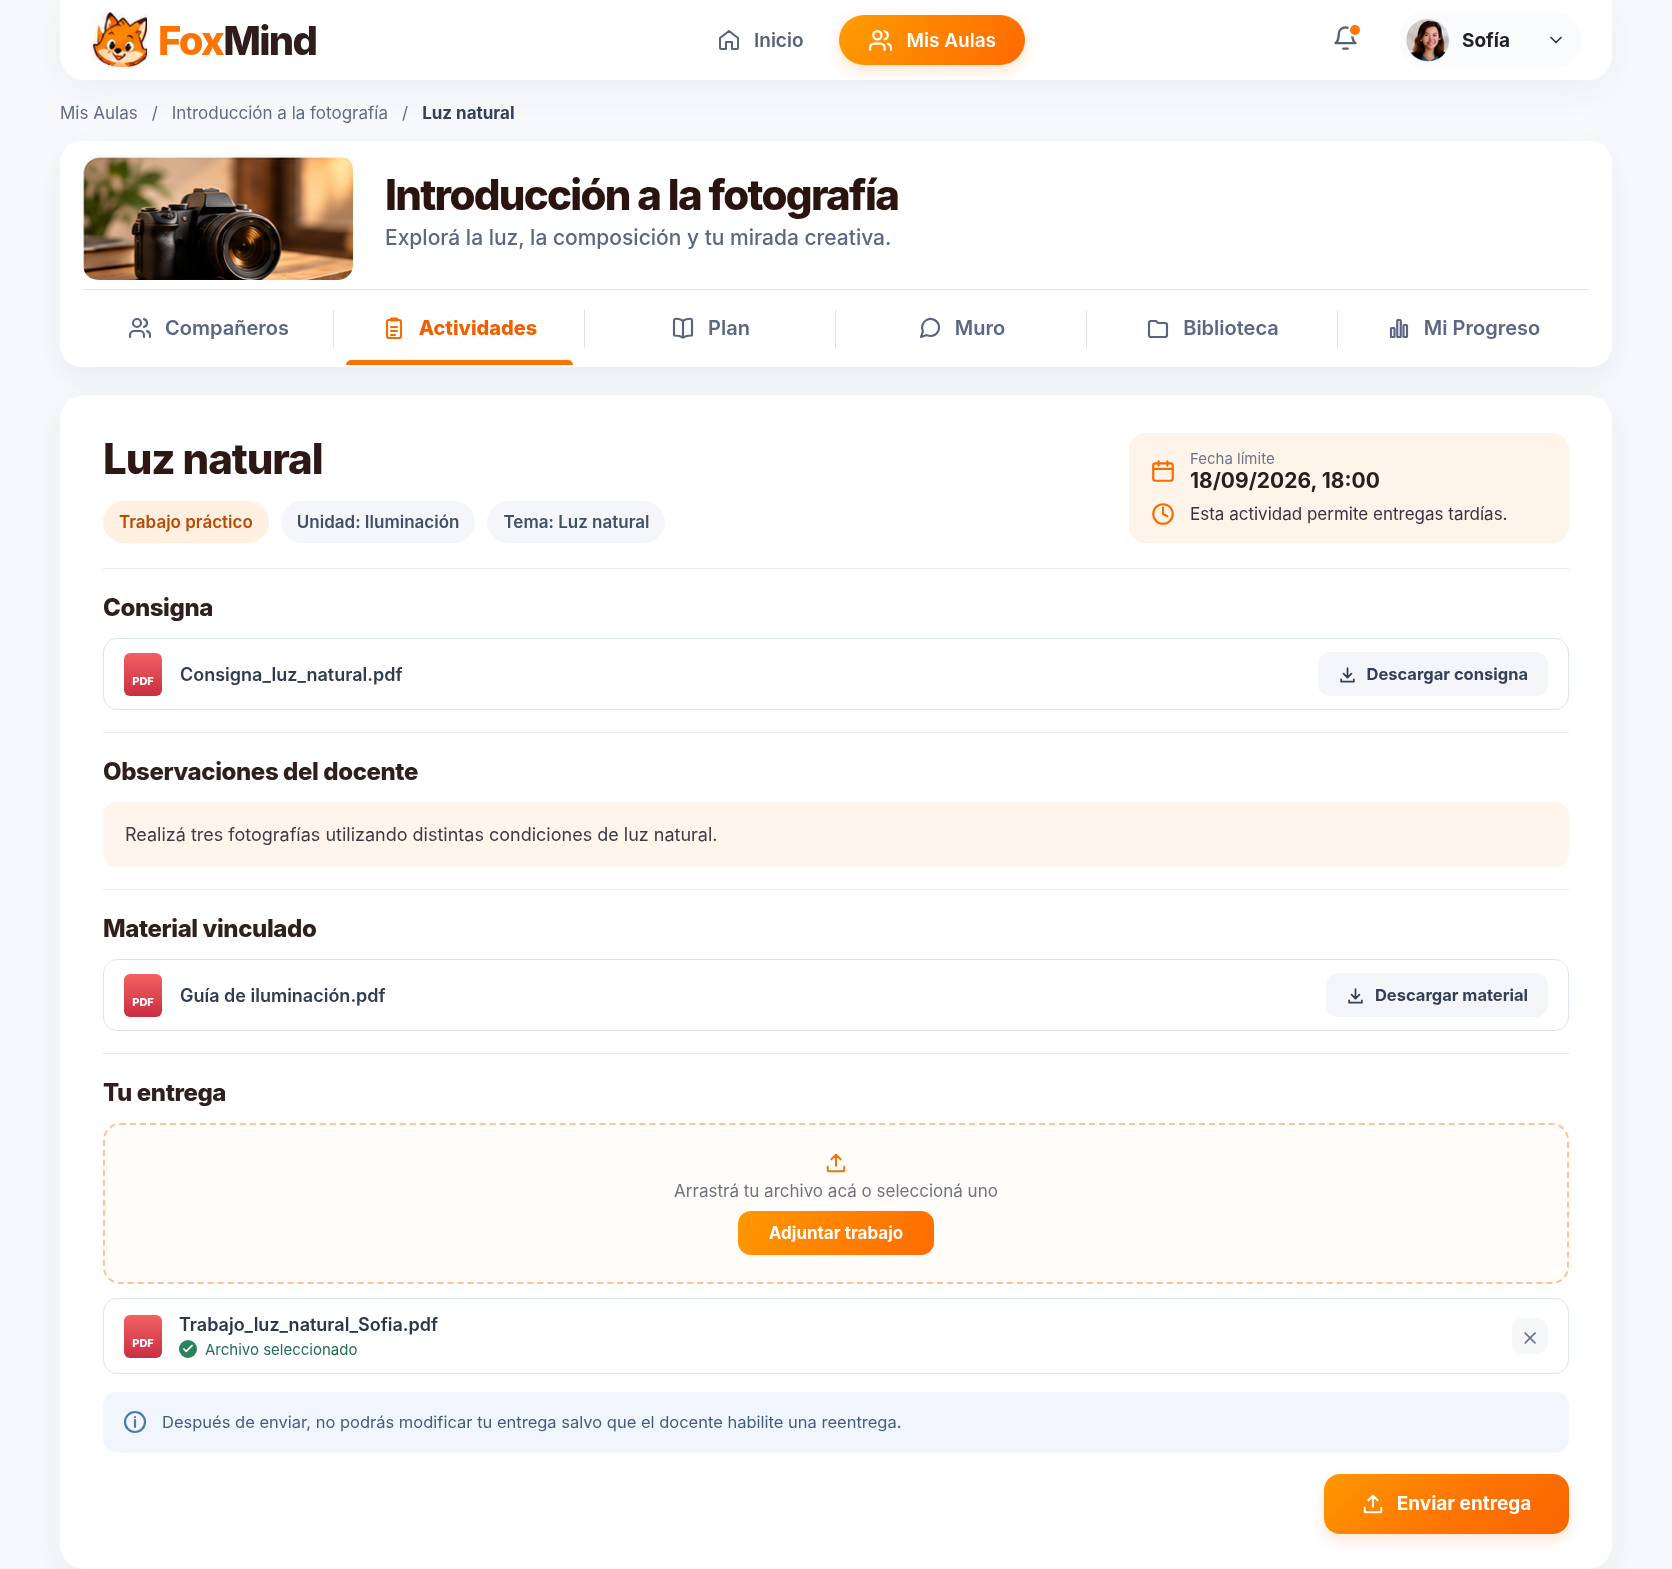 FoxMind
Inicio
Mis Aulas
Sofía
Mis Aulas / Introducción a la fotografía / Luz natural
Introducción a la fotografía
Explorá la luz, la composición y tu mirada creativa.
Compañeros
Actividades
Plan
Muro
Biblioteca
Mi Progreso
Luz natural
Trabajo práctico
Unidad: Iluminación
Tema: Luz natural
Fecha límite
18/09/2026, 18:00
Esta actividad permite entregas tardías.
Consigna
PDF
Consigna_luz_natural.pdf
Descargar consigna
Observaciones del docente
Realizá tres fotografías utilizando distintas condiciones de luz natural.
Material vinculado
PDF
Guía de iluminación.pdf
Descargar material
Tu entrega
Arrastrá tu archivo acá o seleccioná uno
Adjuntar trabajo
PDF
Trabajo_luz_natural_Sofia.pdf
Archivo seleccionado
Después de enviar, no podrás modificar tu entrega salvo que el docente habilite una reentrega.
Enviar entrega